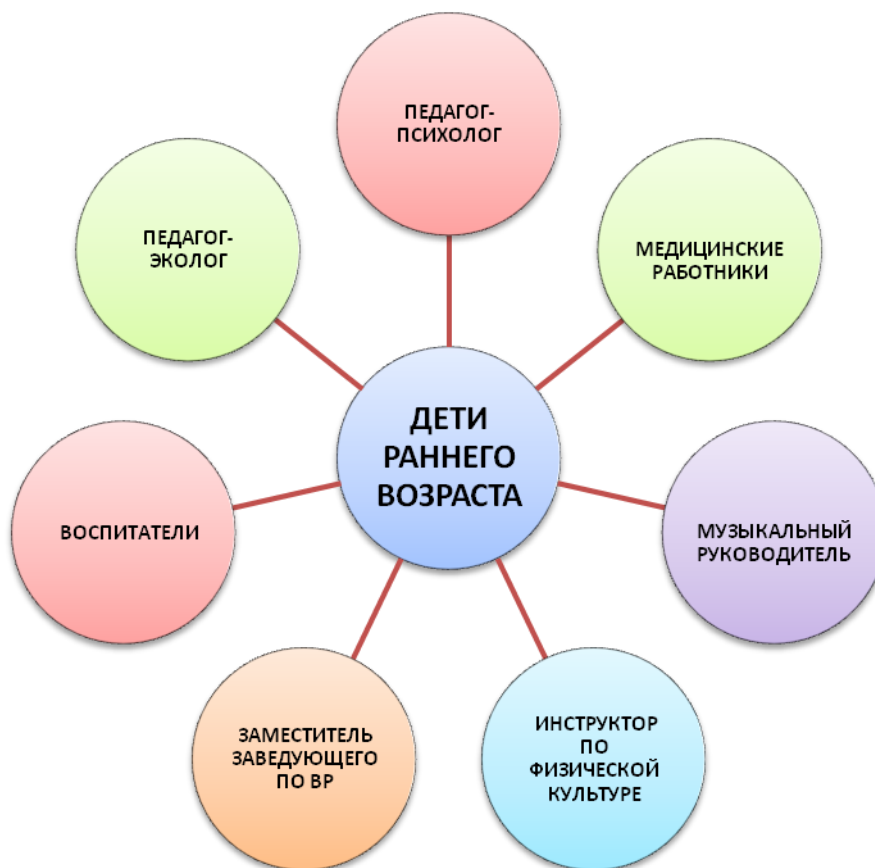 ПЕДАГОГ-
ПСИХОЛОГ
ПЕДАГОГ-
ЭКОЛОГ
МЕДИЦИНСКИЕ
РАБОТНИКИ
ДЕТИ
РАННЕГО
ВОЗРАСТА
ВОСПИТАТЕЛИ
МУЗЫКАЛЬНЫЙ
РУКОВОДИТЕЛЬ
ЗАМЕСТИТЕЛЬ
ЗАВЕДУЮЩЕГО
ПО ВР
ИНСТРУКТОР
ПО
ФИЗИЧЕСКОЙ
КУЛЬТУРЕ